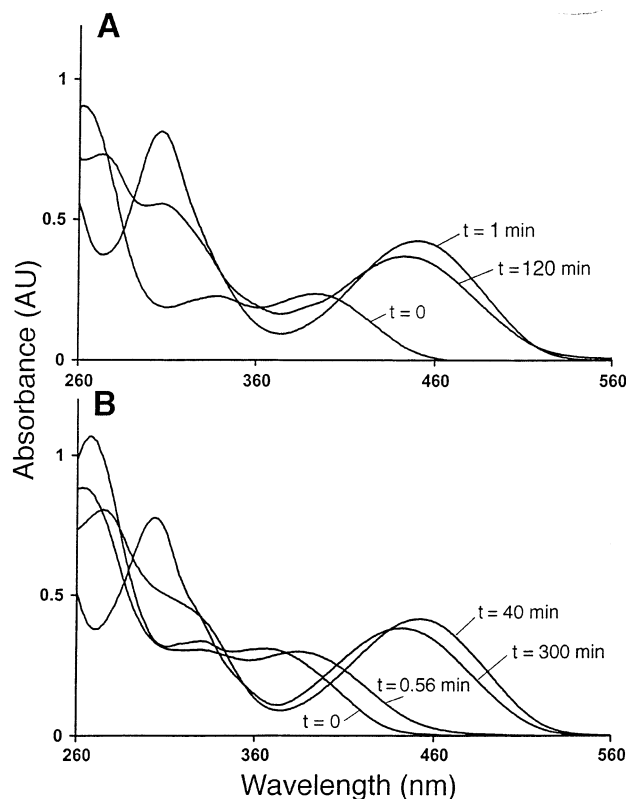 A
1
t = 1 min
t = 120 min
0.5
t = 0
0
260
360
460
560
B
1
t = 40 min
0.5
t = 300 min
t = 0.56 min
t = 0
0
260
360
460
560
Absorbance (AU)
Wavelength (nm)